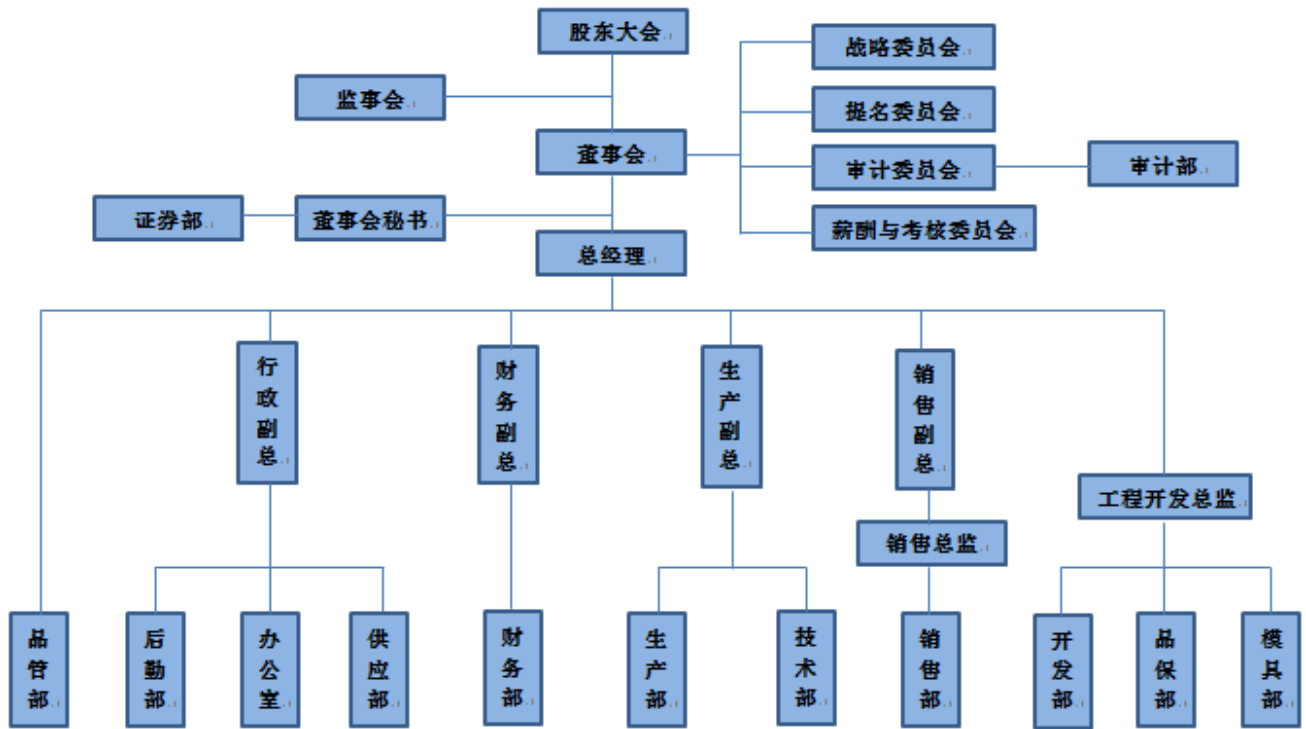 股东大会
战略委员会
监事会
提名委员会
董事会
审计委员会
审计部
证券部
董事会秘书
薪酬与考核委员会
总经理
行政副总
财务副总
生产副总
销售副总
工程开发总监
销售总监
品管部
后勤部
办公室
供应部
财务部
生产部
技术部
销售部
开发部
品保部
模具部